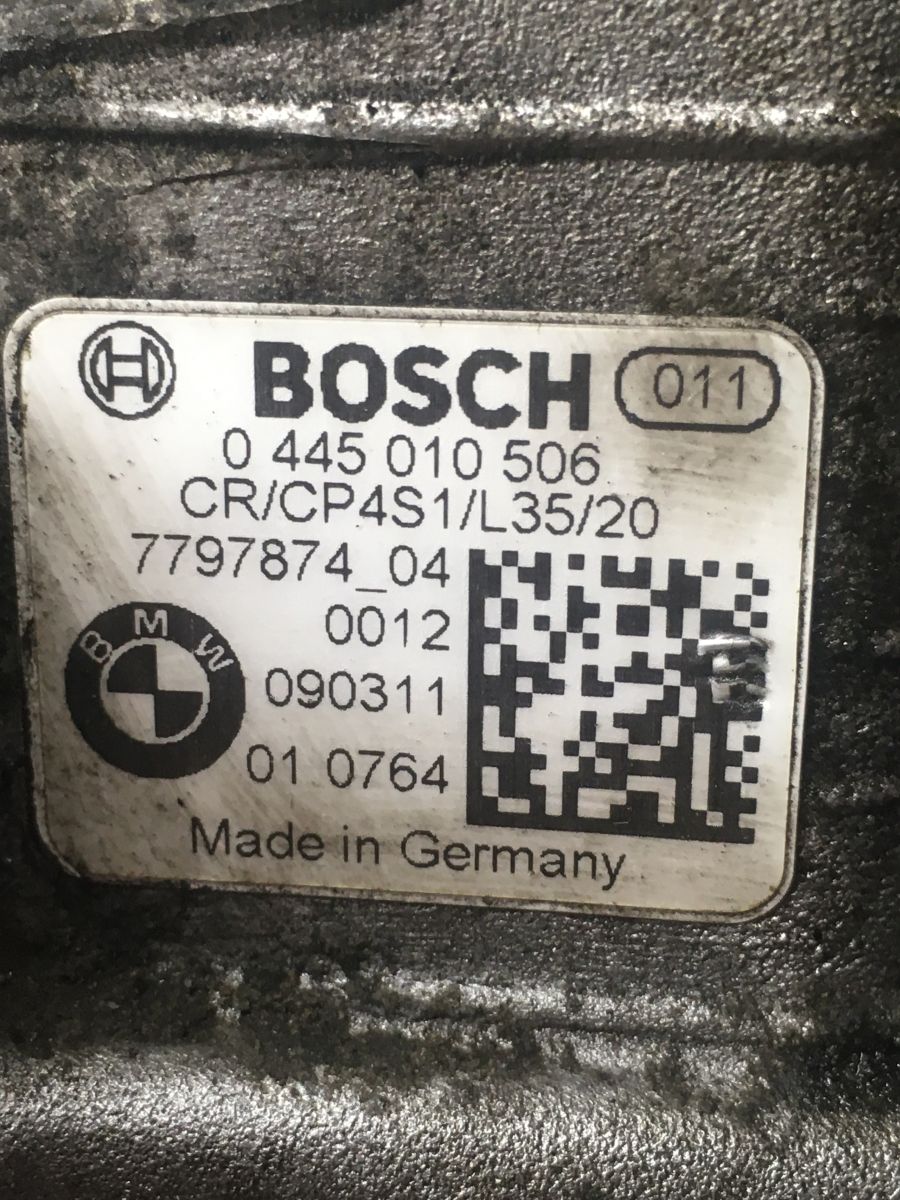 BOSCH 011
0 445 010 506
CR/CP4S1/L35/20
7797874_04
0012
BMW
090311
01 0764
Made in Germany